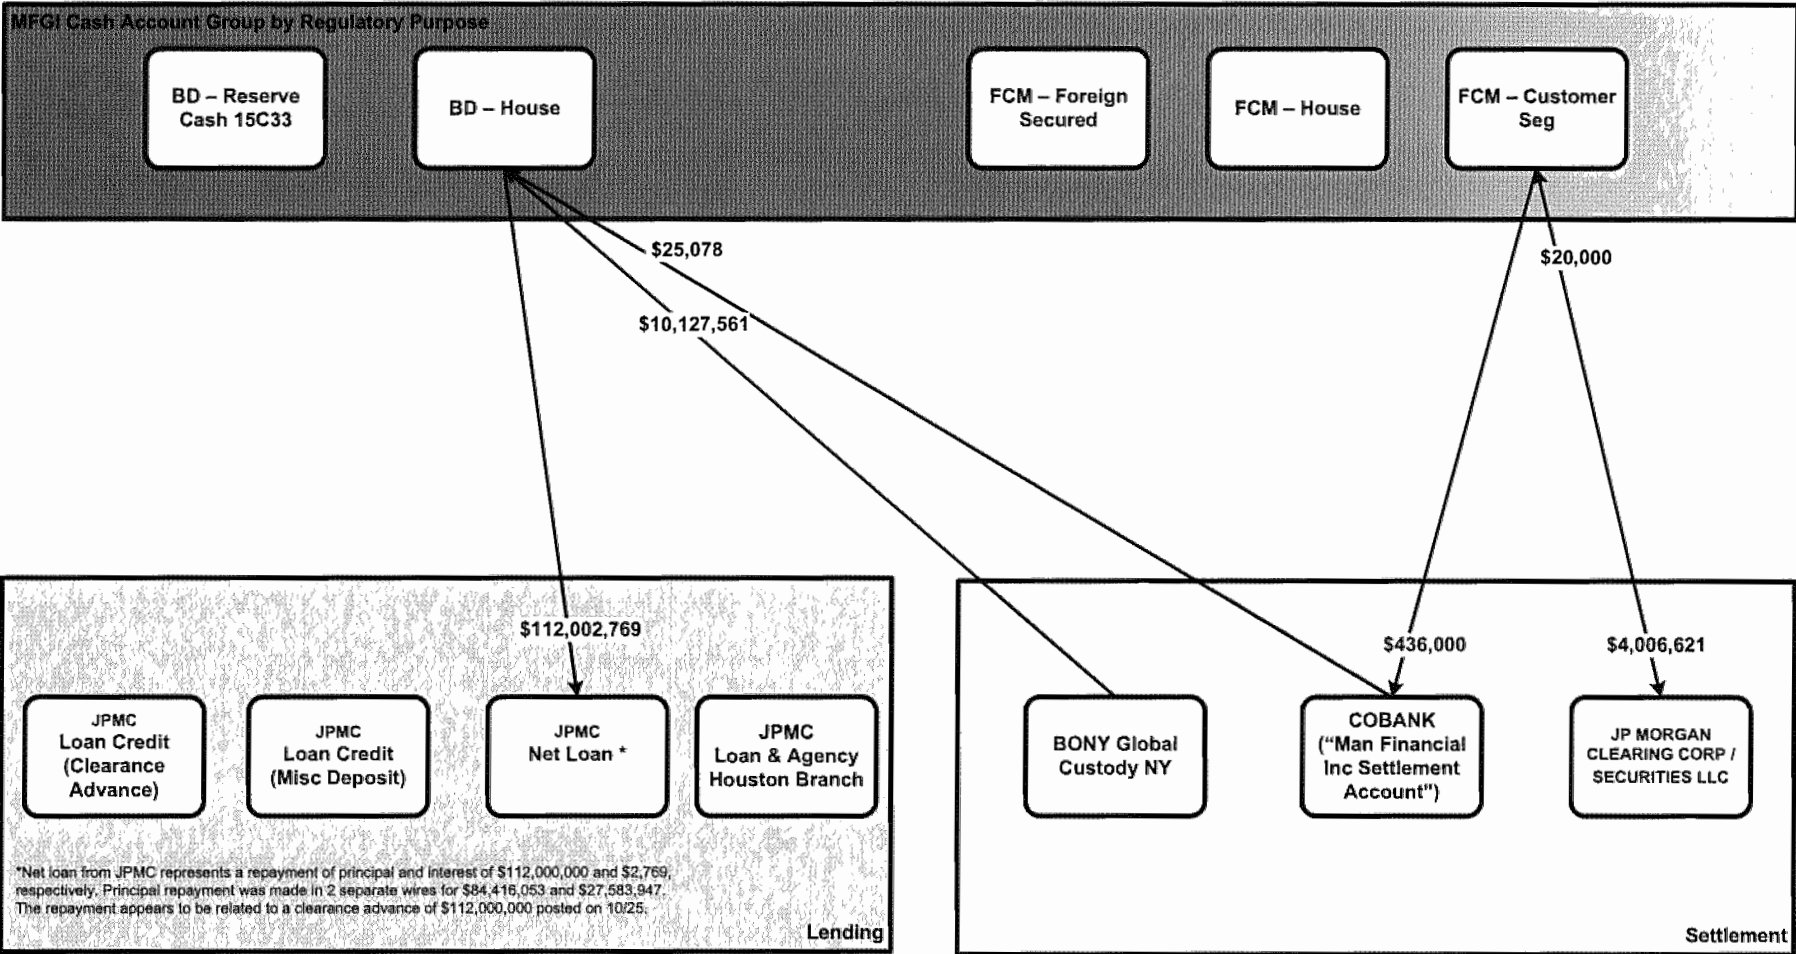 MFGI Cash Account Group by Regulatory Purpose
BD – Reserve
Cash 15C33
BD – House
FCM – Foreign
Secured
FCM – House
FCM – Customer
Seg
$25,078
$20,000
$10,127,561
$112,002,769
$436,000
$4,006,621
JPMC
Loan Credit
(Clearance
Advance)
JPMC
Loan Credit
(Misc Deposit)
JPMC
Net Loan *
JPMC
Loan & Agency
Houston Branch
BONY Global
Custody NY
COBANK
("Man Financial
Inc Settlement
Account")
JP MORGAN
CLEARING CORP /
SECURITIES LLC
*Net loan from JPMC represents a repayment of principal and interest of $112,000,000 and $2,769,
respectively. Principal repayment was made in 2 separate wires for $84,416,053 and $27,583,947.
The repayment appears to be related to a clearance advance of $112,000,000 posted on 10/25.
Lending
Settlement